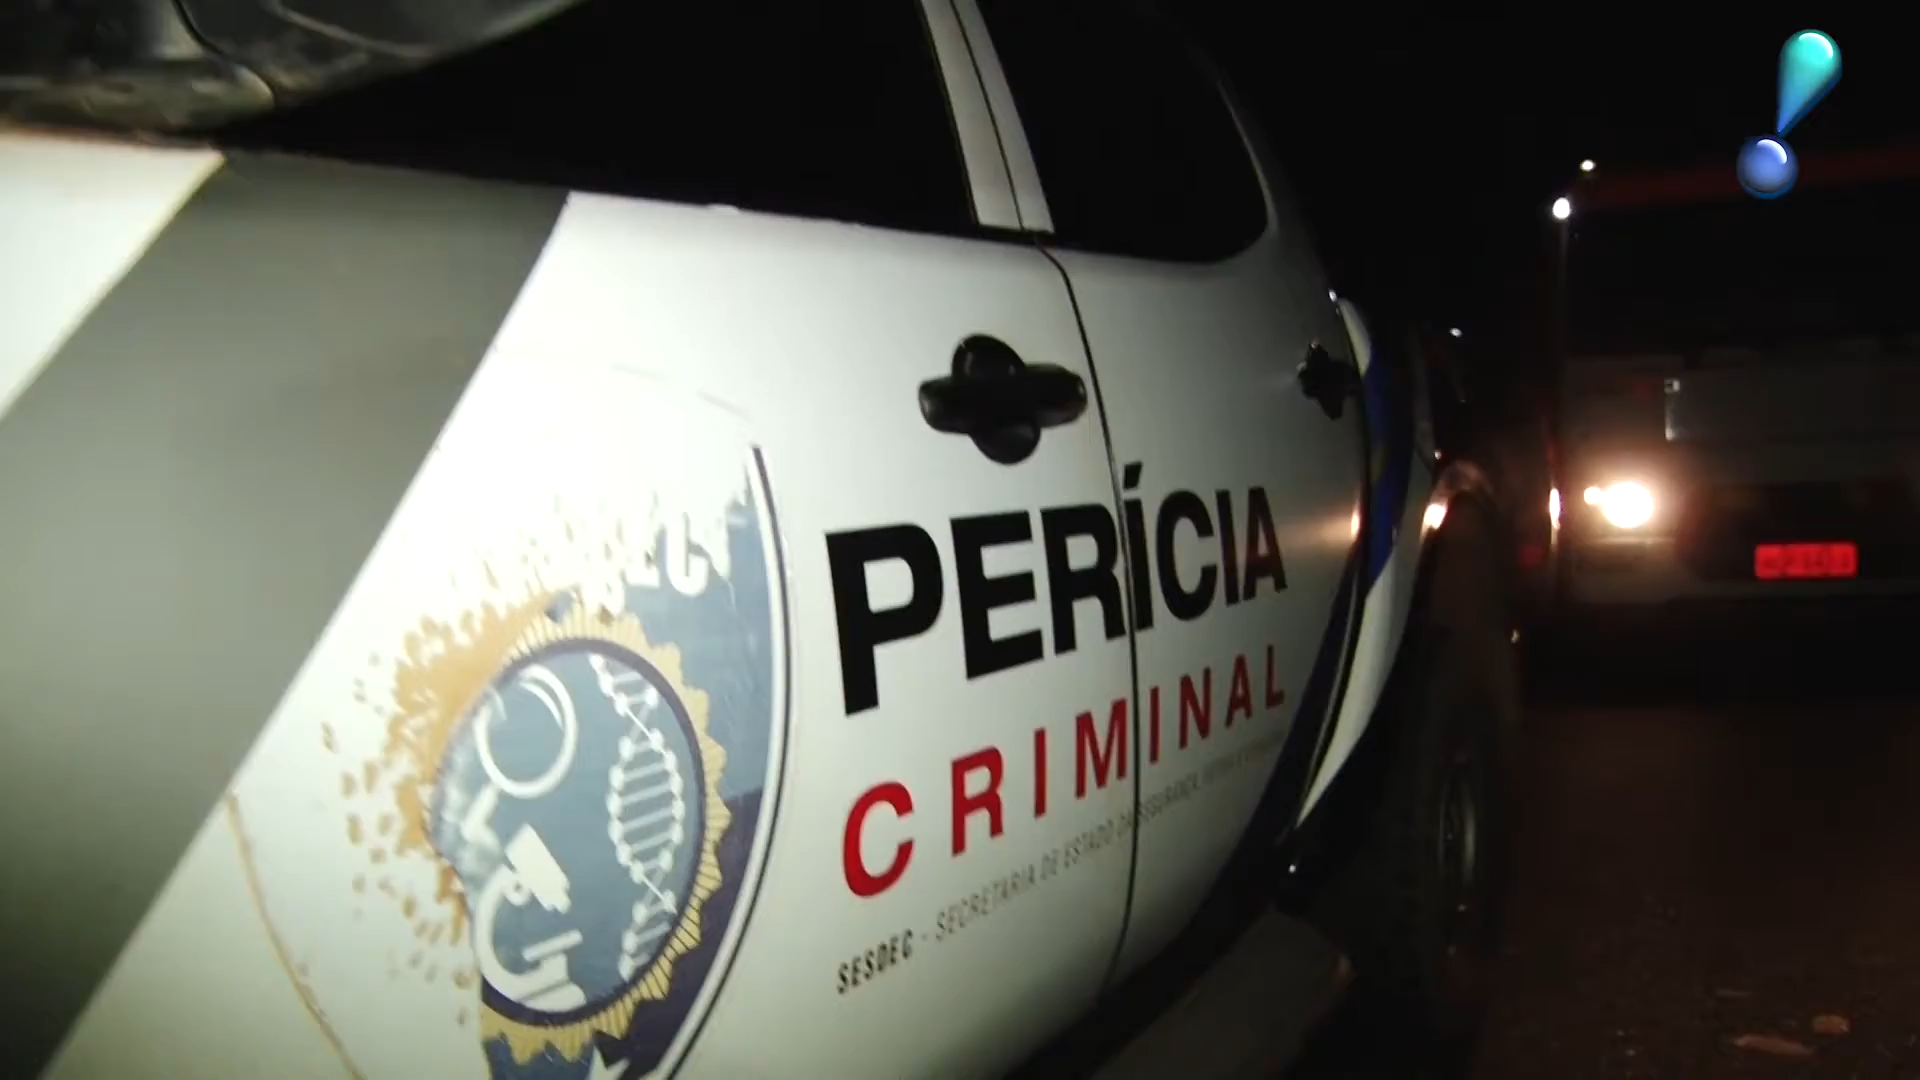 PERÍCIA
CRIMINAL
SESDEC - SECRETARIA DE ESTADO DA SEGURANÇA,